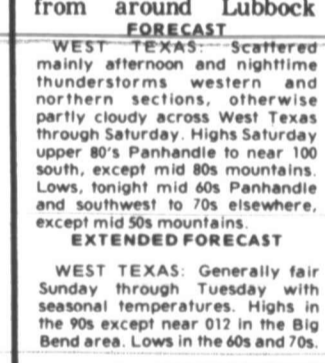 from around Lubbock
FORECAST
WEST TEXAS: Scattered
mainly afternoon and nighttime
thunderstorms western and
northern sections, otherwise
partly cloudy across West Texas
through Saturday. Highs Saturday
upper 80's Panhandle to near 100
south, except mid 80s mountains.
Lows, tonight mid 60s Panhandle
and southwest to 70s elsewhere,
except mid 50s mountains.
EXTENDED FORECAST
WEST TEXAS: Generally fair
Sunday through Tuesday with
seasonal temperatures. Highs in
the 90s except near 012 in the Big
Bend area. Lows in the 60s and 70s.